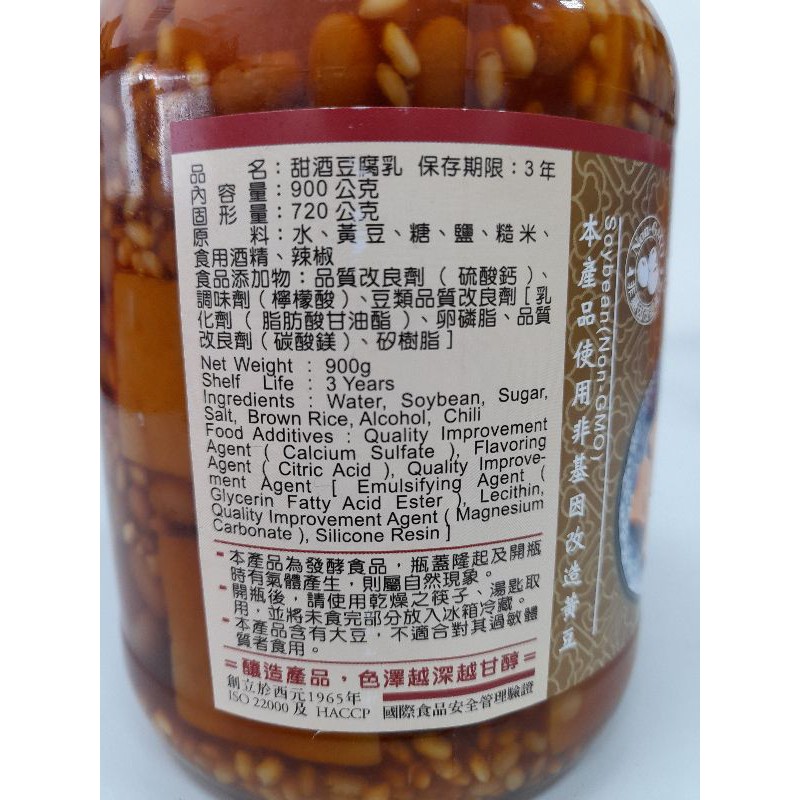 品　　名：甜酒豆腐乳 保存期限：3年
內 容 量：900公克
固 形 量：720公克
原　　料：水、黃豆、糖、鹽、糙米、
食用酒精、辣椒
食品添加物：品質改良劑（硫酸鈣）、
調味劑（檸檬酸）、豆類品質改良劑[乳
化劑（脂肪酸甘油酯）、卵磷脂、品質
改良劑（碳酸鎂）、矽樹脂]
Net Weight : 900g
Shelf Life : 3 Years
Ingredients : Water, Soybean, Sugar,
Salt, Brown Rice, Alcohol, Chili
Food Additives : Quality Improvement
Agent ( Calcium Sulfate ), Flavoring
Agent ( Citric Acid ), Quality Improve-
ment Agent [ Emulsifying Agent (
Glycerin Fatty Acid Ester ), Lecithin,
Quality Improvement Agent ( Magnesium
Carbonate ), Silicone Resin ]
-本產品為發酵食品，瓶蓋隆起及開瓶
時有氣體產生，則屬自然現象。
-開瓶後，請使用乾燥之筷子、湯匙取
用，並將未食完部分放入冰箱冷藏。
-本產品含有大豆，不適合對其過敏體
質者食用。
=釀造產品，色澤越深越甘醇=
創立於西元1965年
ISO 22000 及 HACCP 國際食品安全管理驗證
Soybean(Non-GMO)
本產品使用非基因改造黃豆